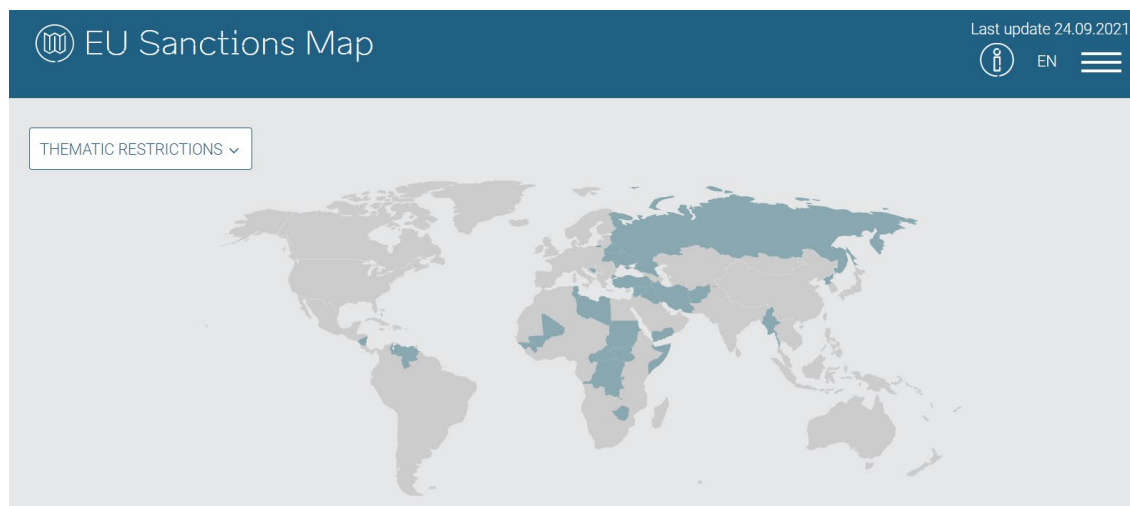 EU Sanctions Map
Last update 24.09.2021
EN
THEMATIC RESTRICTIONS